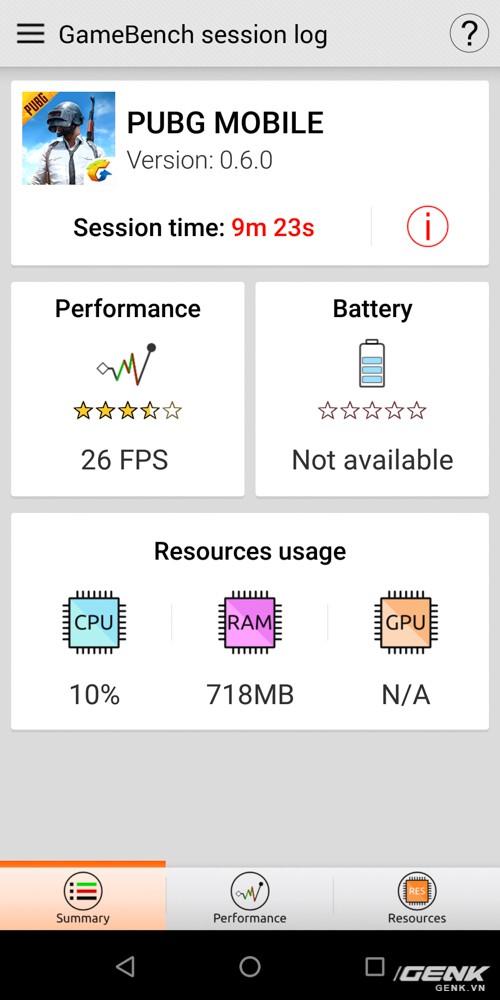 GameBench session log
?
PUBG
PUBG MOBILE
Version: 0.6.0
Session time: 9m 23s
i
Performance
Battery
26 FPS
Not available
Resources usage
CPU
RAM
GPU
10%
718MB
N/A
RES
Summary
Performance
Resources
GENK
GENK.VN